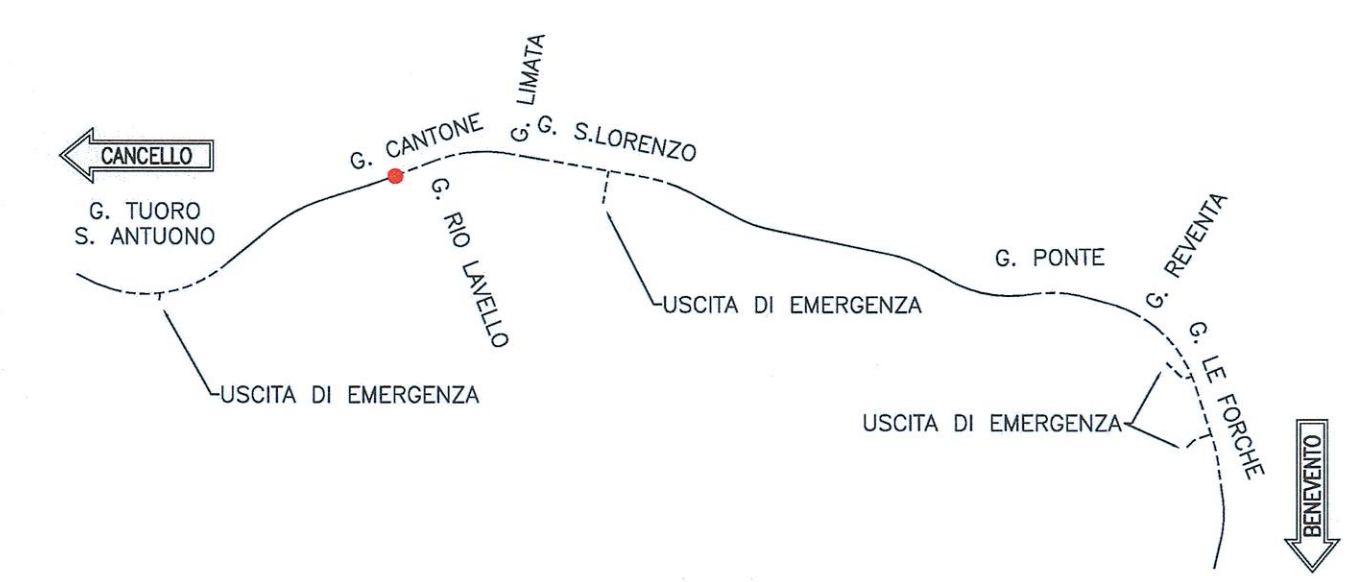 CANCELLO
G. TUORO
S. ANTUONO
G. CANTONE
G. RIO LAVELLO
G. LIMATA
G. S.LORENZO
USCITA DI EMERGENZA
USCITA DI EMERGENZA
G. PONTE
G. REVENTA
G. LE FORCHE
USCITA DI EMERGENZA
BENEVENTO